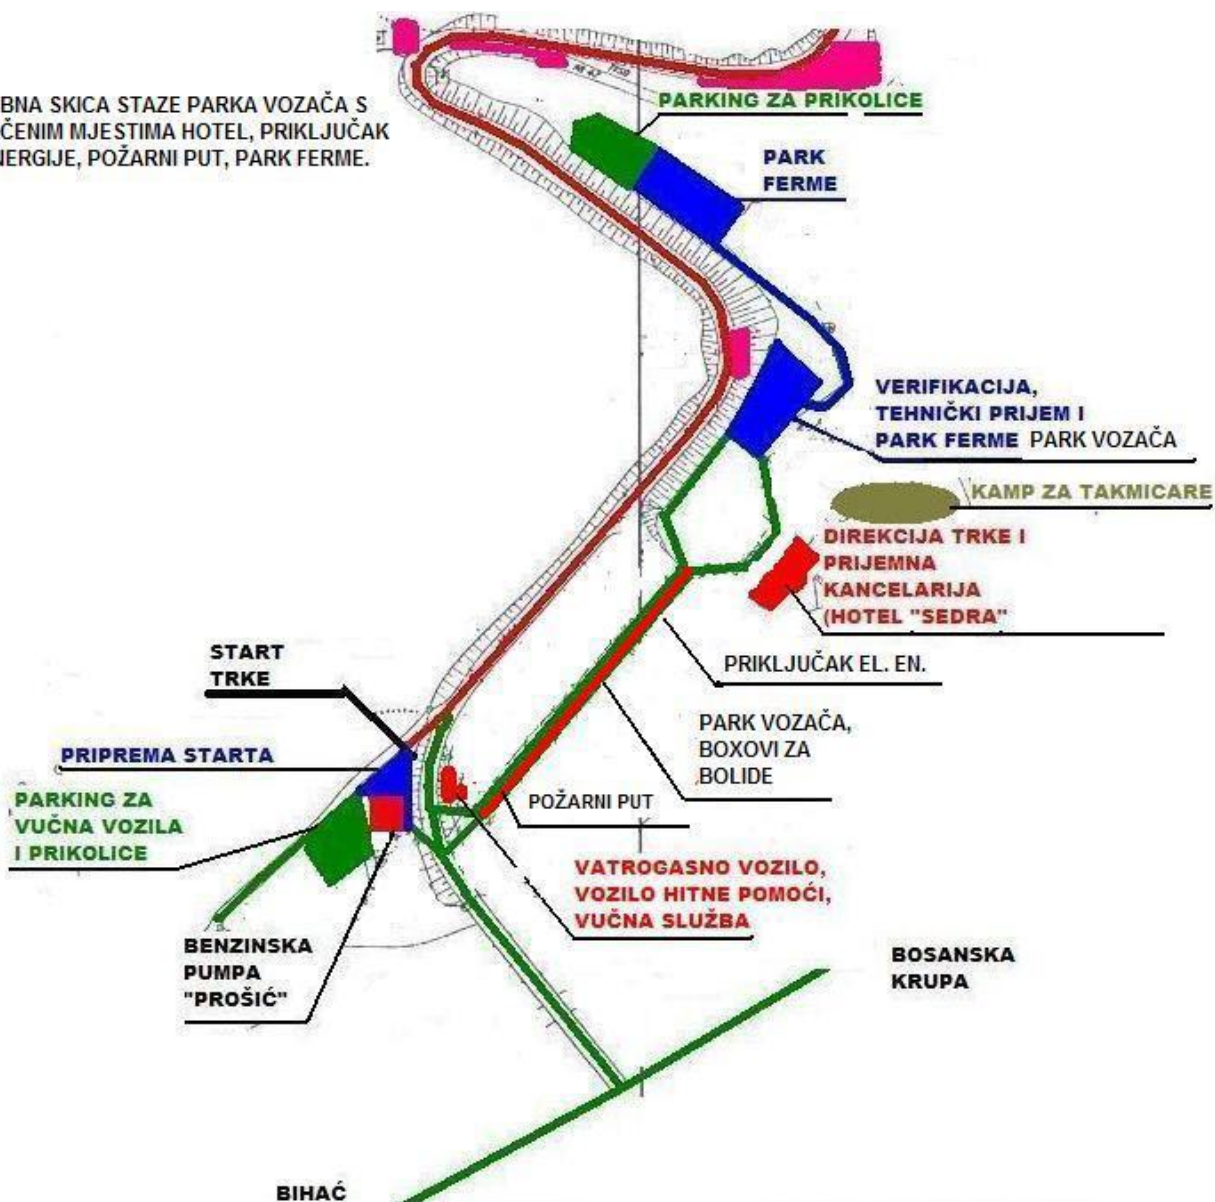 BNA SKICA STAZE PARKA VOZAČA S
ČENIM MJESTIMA HOTEL, PRIKLJUČAK
NERGIJE, POŽARNI PUT, PARK FERME.
PARKING ZA PRIKOLICE
PARK
FERME
VERIFIKACIJA,
TEHNIČKI PRIJEM I
PARK FERME PARK VOZAČA
KAMP ZA TAKMICARE
DIREKCIJA TRKE I
PRIJEMNA
KANCELARIJA
(HOTEL "SEDRA"
PRIKLJUČAK EL. EN.
START
TRKE
PARK VOZAČA,
BOXOVI ZA
BOLIDE
PRIPREMA STARTA
PARKING ZA
VUČNA VOZILA
I PRIKOLICE
POŽARNI PUT
VATROGASNO VOZILO,
VOZILO HITNE POMOĆI,
VUČNA SLUŽBA
BENZINSKA
PUMPA
"PROŠIĆ"
BOSANSKA
KRUPA
BIHAĆ